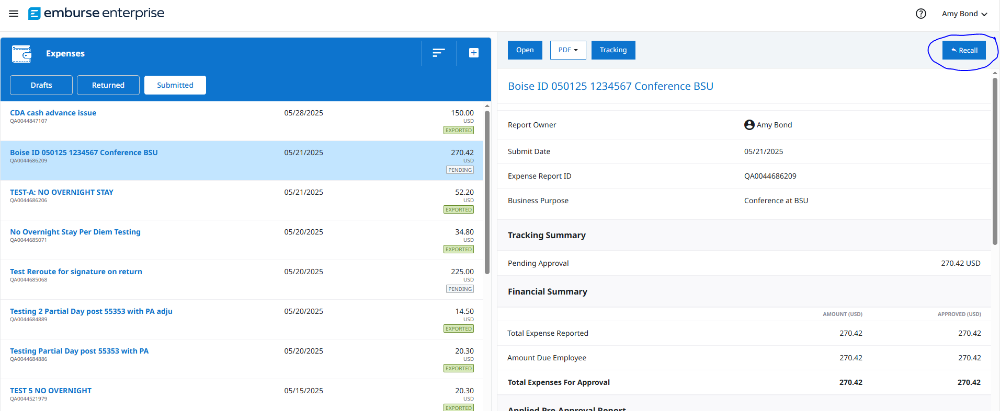 emburse enterprise
Amy Bond
Expenses
Drafts
Returned
Submitted
CDA cash advance issue 05/28/2025 150.00
QA0044847107 USD
EXPORTED
Boise ID 050125 1234567 Conference BSU 05/21/2025 270.42
QA0044686209 USD
PENDING
TEST-A: NO OVERNIGHT STAY 05/21/2025 52.20
QA0044686206 USD
EXPORTED
No Overnight Stay Per Diem Testing 05/20/2025 34.80
QA0044685071 USD
EXPORTED
Test Reroute for signature on return 05/20/2025 225.00
QA0044685068 USD
PENDING
Testing 2 Partial Day post 55353 with PA adju 05/20/2025 14.50
QA0044684889 USD
EXPORTED
Testing Partial Day post 55353 with PA 05/20/2025 20.30
QA0044684886 USD
EXPORTED
TEST 5 NO OVERNIGHT 05/15/2025 20.30
QA0044521979 USD
EXPORTED
Open PDF Tracking Recall
Boise ID 050125 1234567 Conference BSU
Report Owner Amy Bond
Submit Date 05/21/2025
Expense Report ID QA0044686209
Business Purpose Conference at BSU
Tracking Summary
Pending Approval 270.42 USD
Financial Summary
AMOUNT (USD) APPROVED (USD)
Total Expense Reported 270.42 270.42
Amount Due Employee 270.42 270.42
Total Expenses For Approval 270.42 270.42
Applied Pre-Approval Report